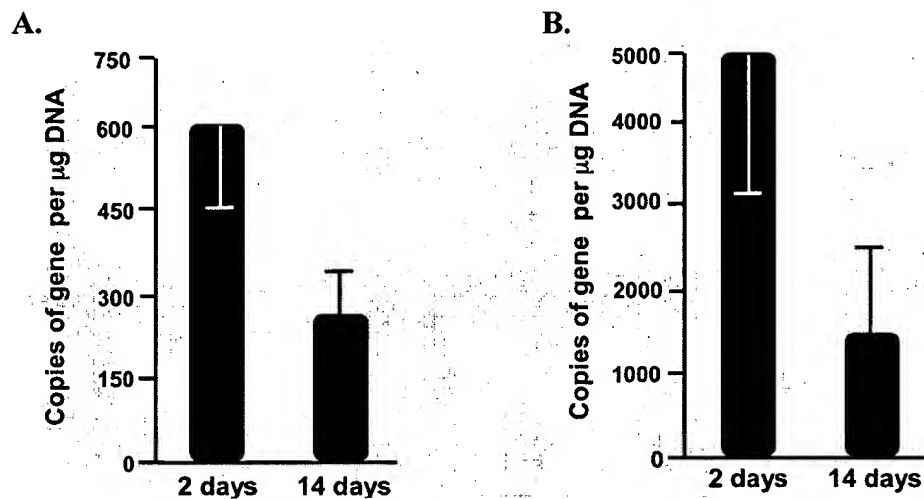 A.
Copies of gene per µg DNA
750
600
450
300
150
0
2 days 14 days
B.
Copies of gene per µg DNA
5000
4000
3000
2000
1000
0
2 days 14 days